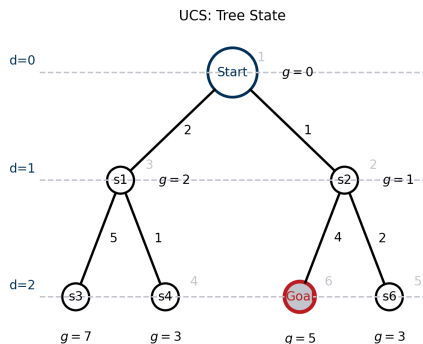 UCS: Tree State
d=0
Start
1
g=0
2
1
d=1
s1
3
g=2
s2
2
g=1
5
1
4
2
d=2
s3
s4
4
Goal
6
s6
5
g=7
g=3
g=5
g=3